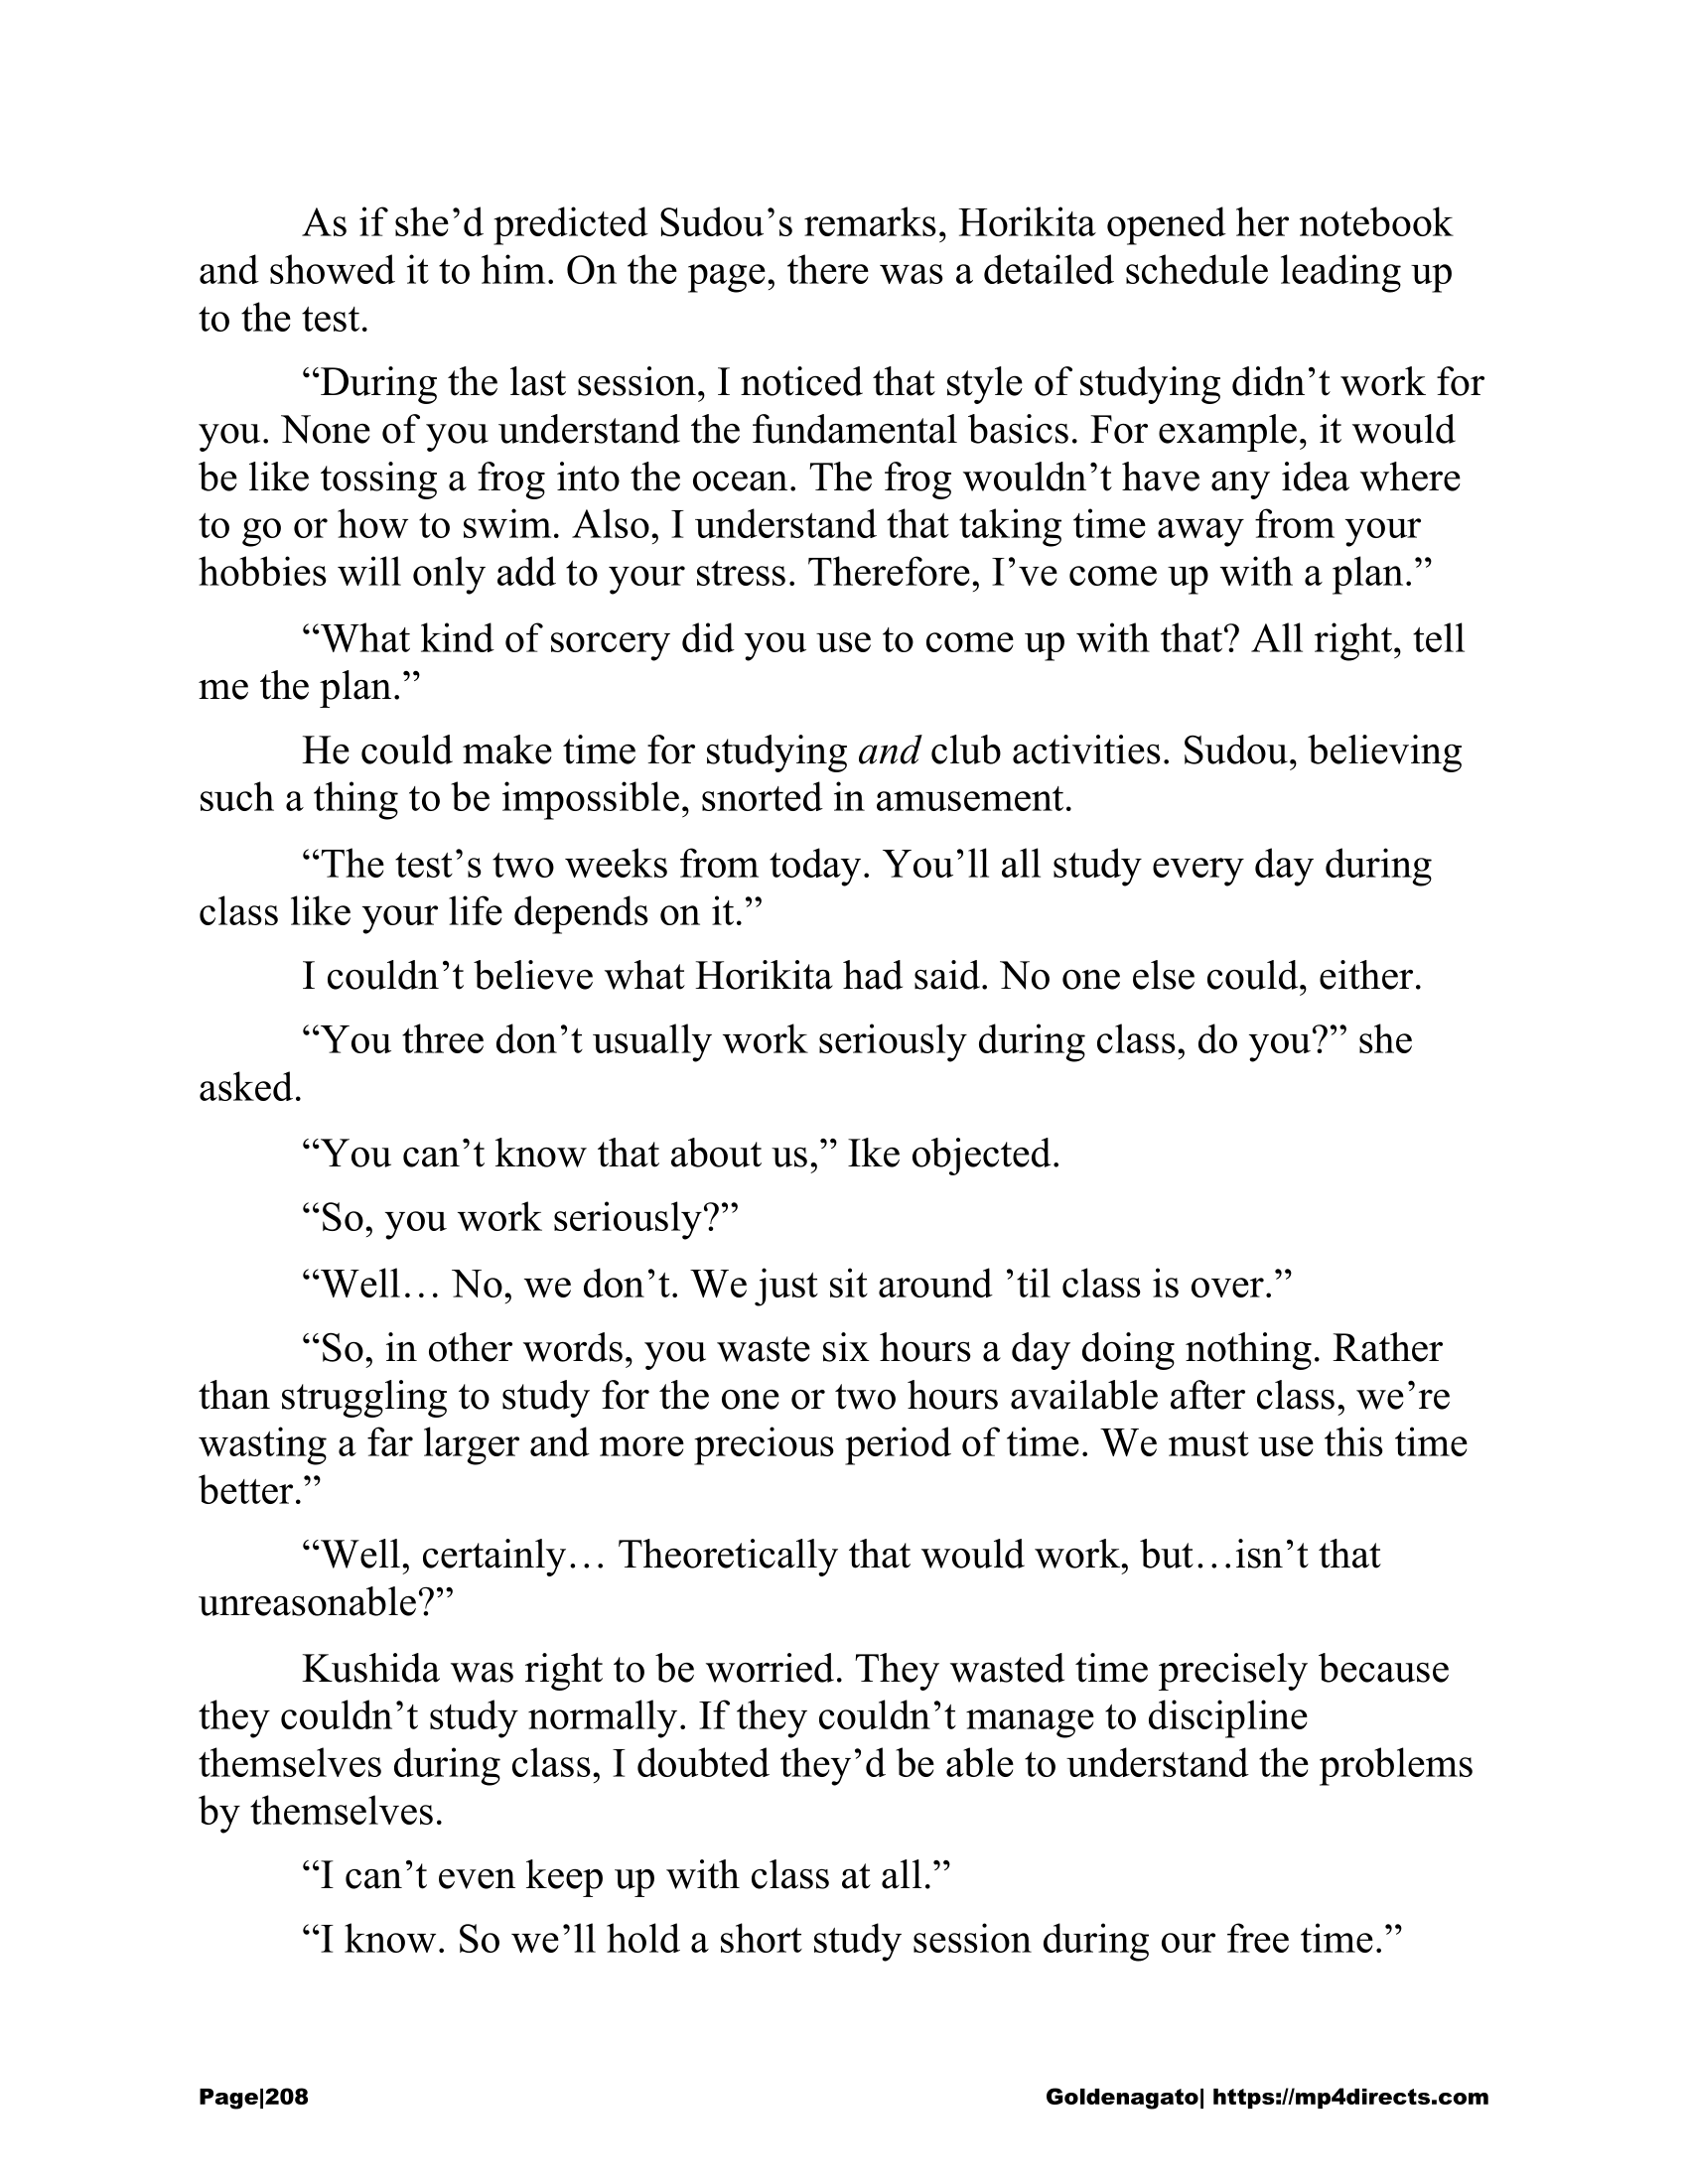 As if she’d predicted Sudou’s remarks, Horikita opened her notebook
and showed it to him. On the page, there was a detailed schedule leading up
to the test.
“During the last session, I noticed that style of studying didn’t work for
you. None of you understand the fundamental basics. For example, it would
be like tossing a frog into the ocean. The frog wouldn’t have any idea where
to go or how to swim. Also, I understand that taking time away from your
hobbies will only add to your stress. Therefore, I’ve come up with a plan.”
“What kind of sorcery did you use to come up with that? All right, tell
me the plan.”
He could make time for studying and club activities. Sudou, believing
such a thing to be impossible, snorted in amusement.
“The test’s two weeks from today. You’ll all study every day during
class like your life depends on it.”
I couldn’t believe what Horikita had said. No one else could, either.
“You three don’t usually work seriously during class, do you?” she
asked.
“You can’t know that about us,” Ike objected.
“So, you work seriously?”
“Well… No, we don’t. We just sit around ’til class is over.”
“So, in other words, you waste six hours a day doing nothing. Rather
than struggling to study for the one or two hours available after class, we’re
wasting a far larger and more precious period of time. We must use this time
better.”
“Well, certainly… Theoretically that would work, but…isn’t that
unreasonable?”
Kushida was right to be worried. They wasted time precisely because
they couldn’t study normally. If they couldn’t manage to discipline
themselves during class, I doubted they’d be able to understand the problems
by themselves.
“I can’t even keep up with class at all.”
“I know. So we’ll hold a short study session during our free time.”
Page|208 Goldenagato| https://mp4directs.com